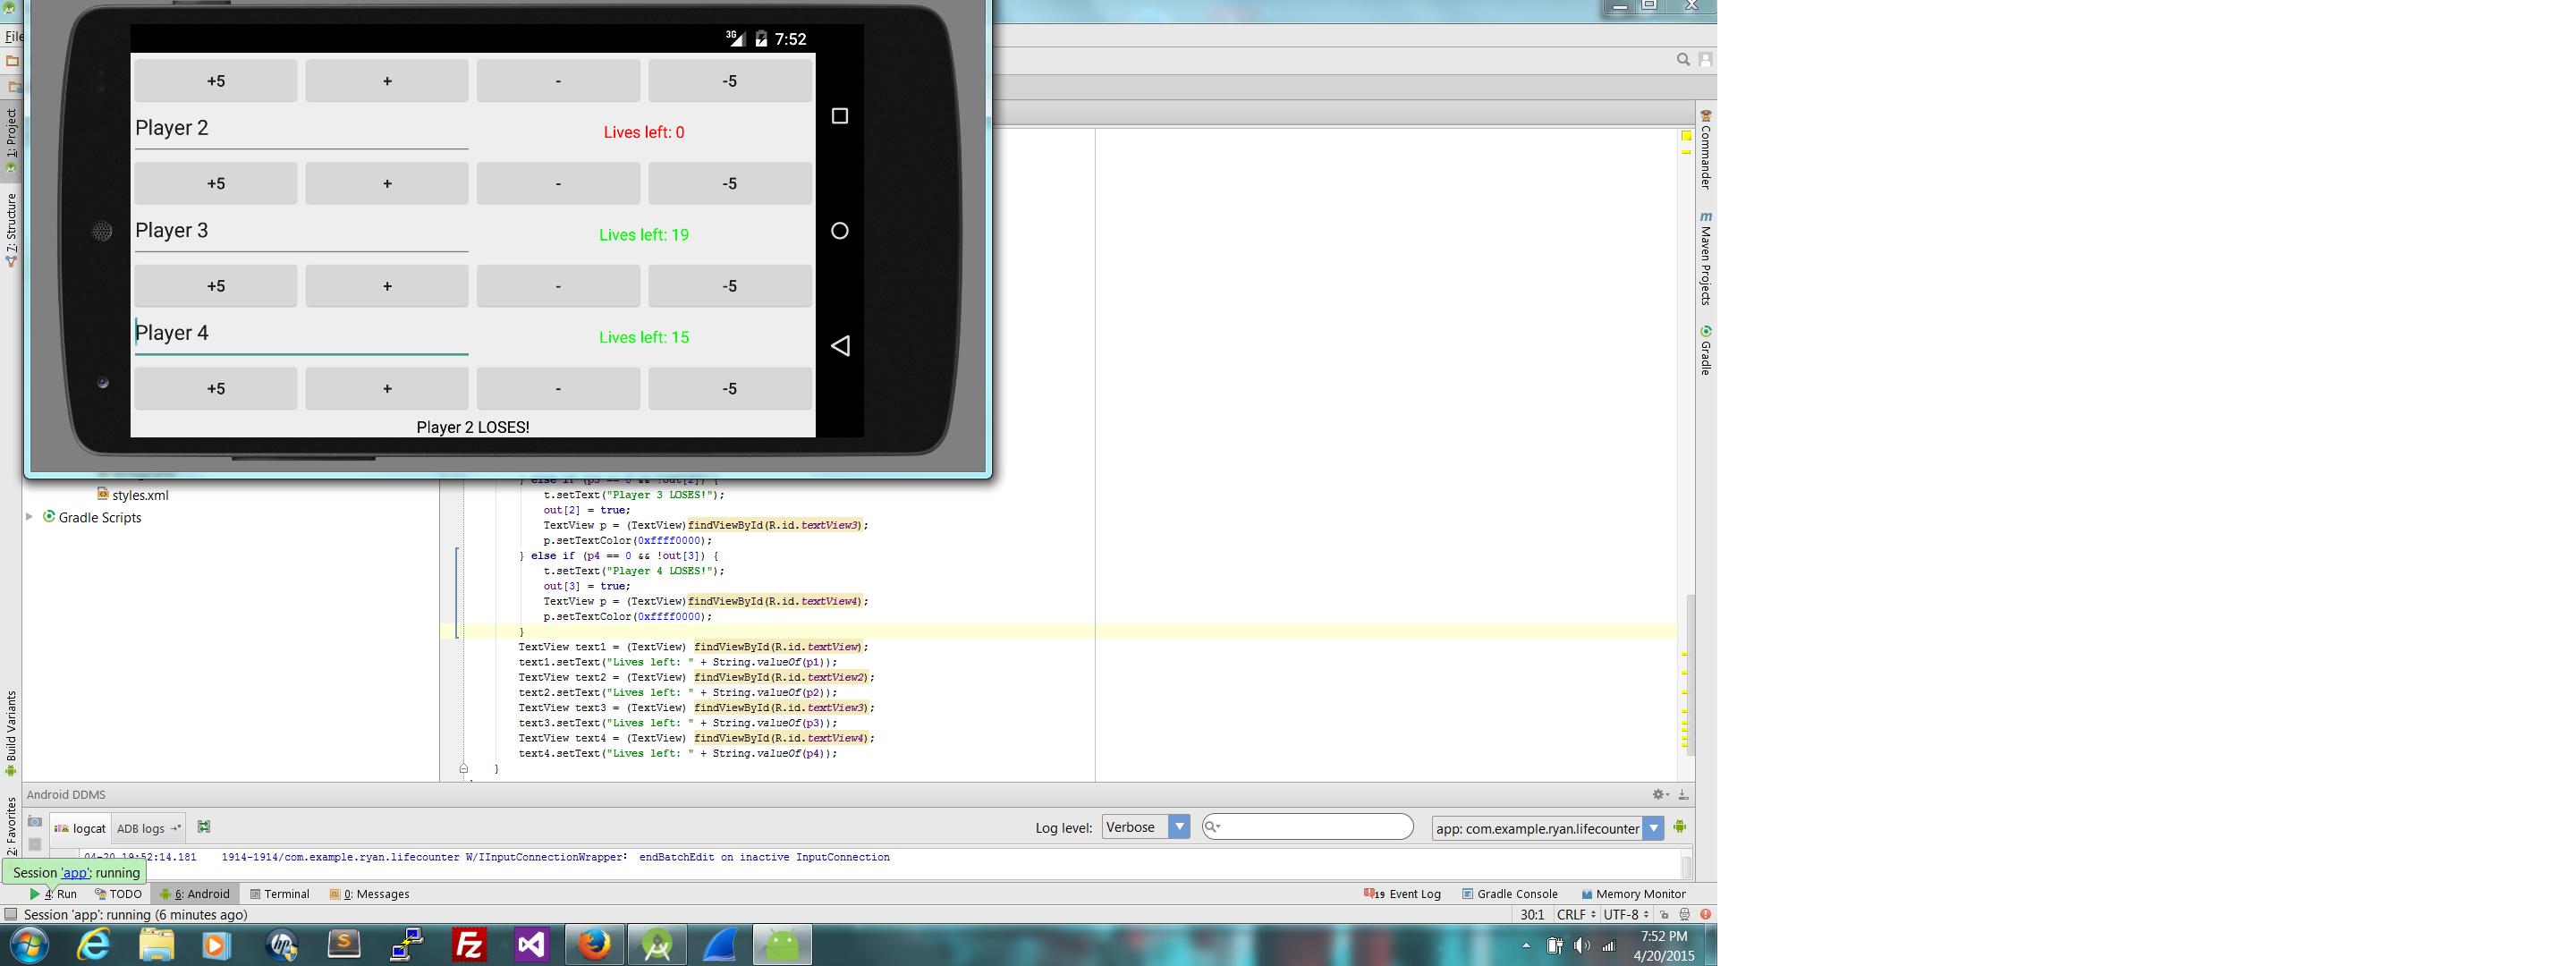 3G 7:52
File
+5 + - -5
Player 2 Lives left: 0
+5 + - -5
Player 3 Lives left: 19
+5 + - -5
Player 4 Lives left: 15
+5 + - -5
Player 2 LOSES!
1: Project
7: Structure
Build Variants
2: Favorites
Commander
m Maven Projects
Gradle
styles.xml
Gradle Scripts
} else if (p3 == 0 && !out[2]) {
t.setText("Player 3 LOSES!");
out[2] = true;
TextView p = (TextView)findViewById(R.id.textView3);
p.setTextColor(0xffff0000);
} else if (p4 == 0 && !out[3]) {
t.setText("Player 4 LOSES!");
out[3] = true;
TextView p = (TextView)findViewById(R.id.textView4);
p.setTextColor(0xffff0000);
}
TextView text1 = (TextView) findViewById(R.id.textView);
text1.setText("Lives left: " + String.valueOf(p1));
TextView text2 = (TextView) findViewById(R.id.textView2);
text2.setText("Lives left: " + String.valueOf(p2));
TextView text3 = (TextView) findViewById(R.id.textView3);
text3.setText("Lives left: " + String.valueOf(p3));
TextView text4 = (TextView) findViewById(R.id.textView4);
text4.setText("Lives left: " + String.valueOf(p4));
}
Android DDMS
logcat ADB logs Log level: Verbose app: com.example.ryan.lifecounter
04-20 19:52:14.181 1914-1914/com.example.ryan.lifecounter W/IInputConnectionWrapper: endBatchEdit on inactive InputConnection
Session 'app': running
4: Run TODO 6: Android Terminal 0: Messages 19 Event Log Gradle Console Memory Monitor
Session 'app': running (6 minutes ago) 30:1 CRLF UTF-8
hp S FZ
7:52 PM
4/20/2015